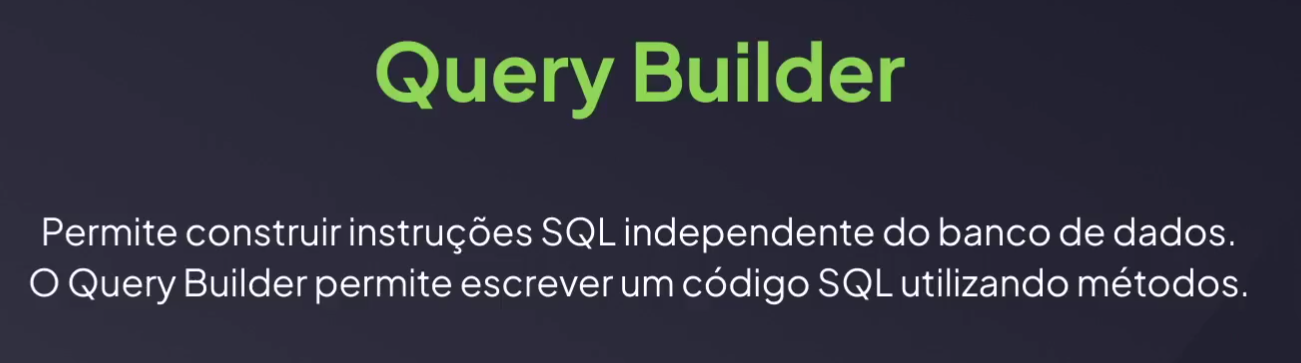 Query Builder
Permite construir instruções SQL independente do banco de dados.
O Query Builder permite escrever um código SQL utilizando métodos.